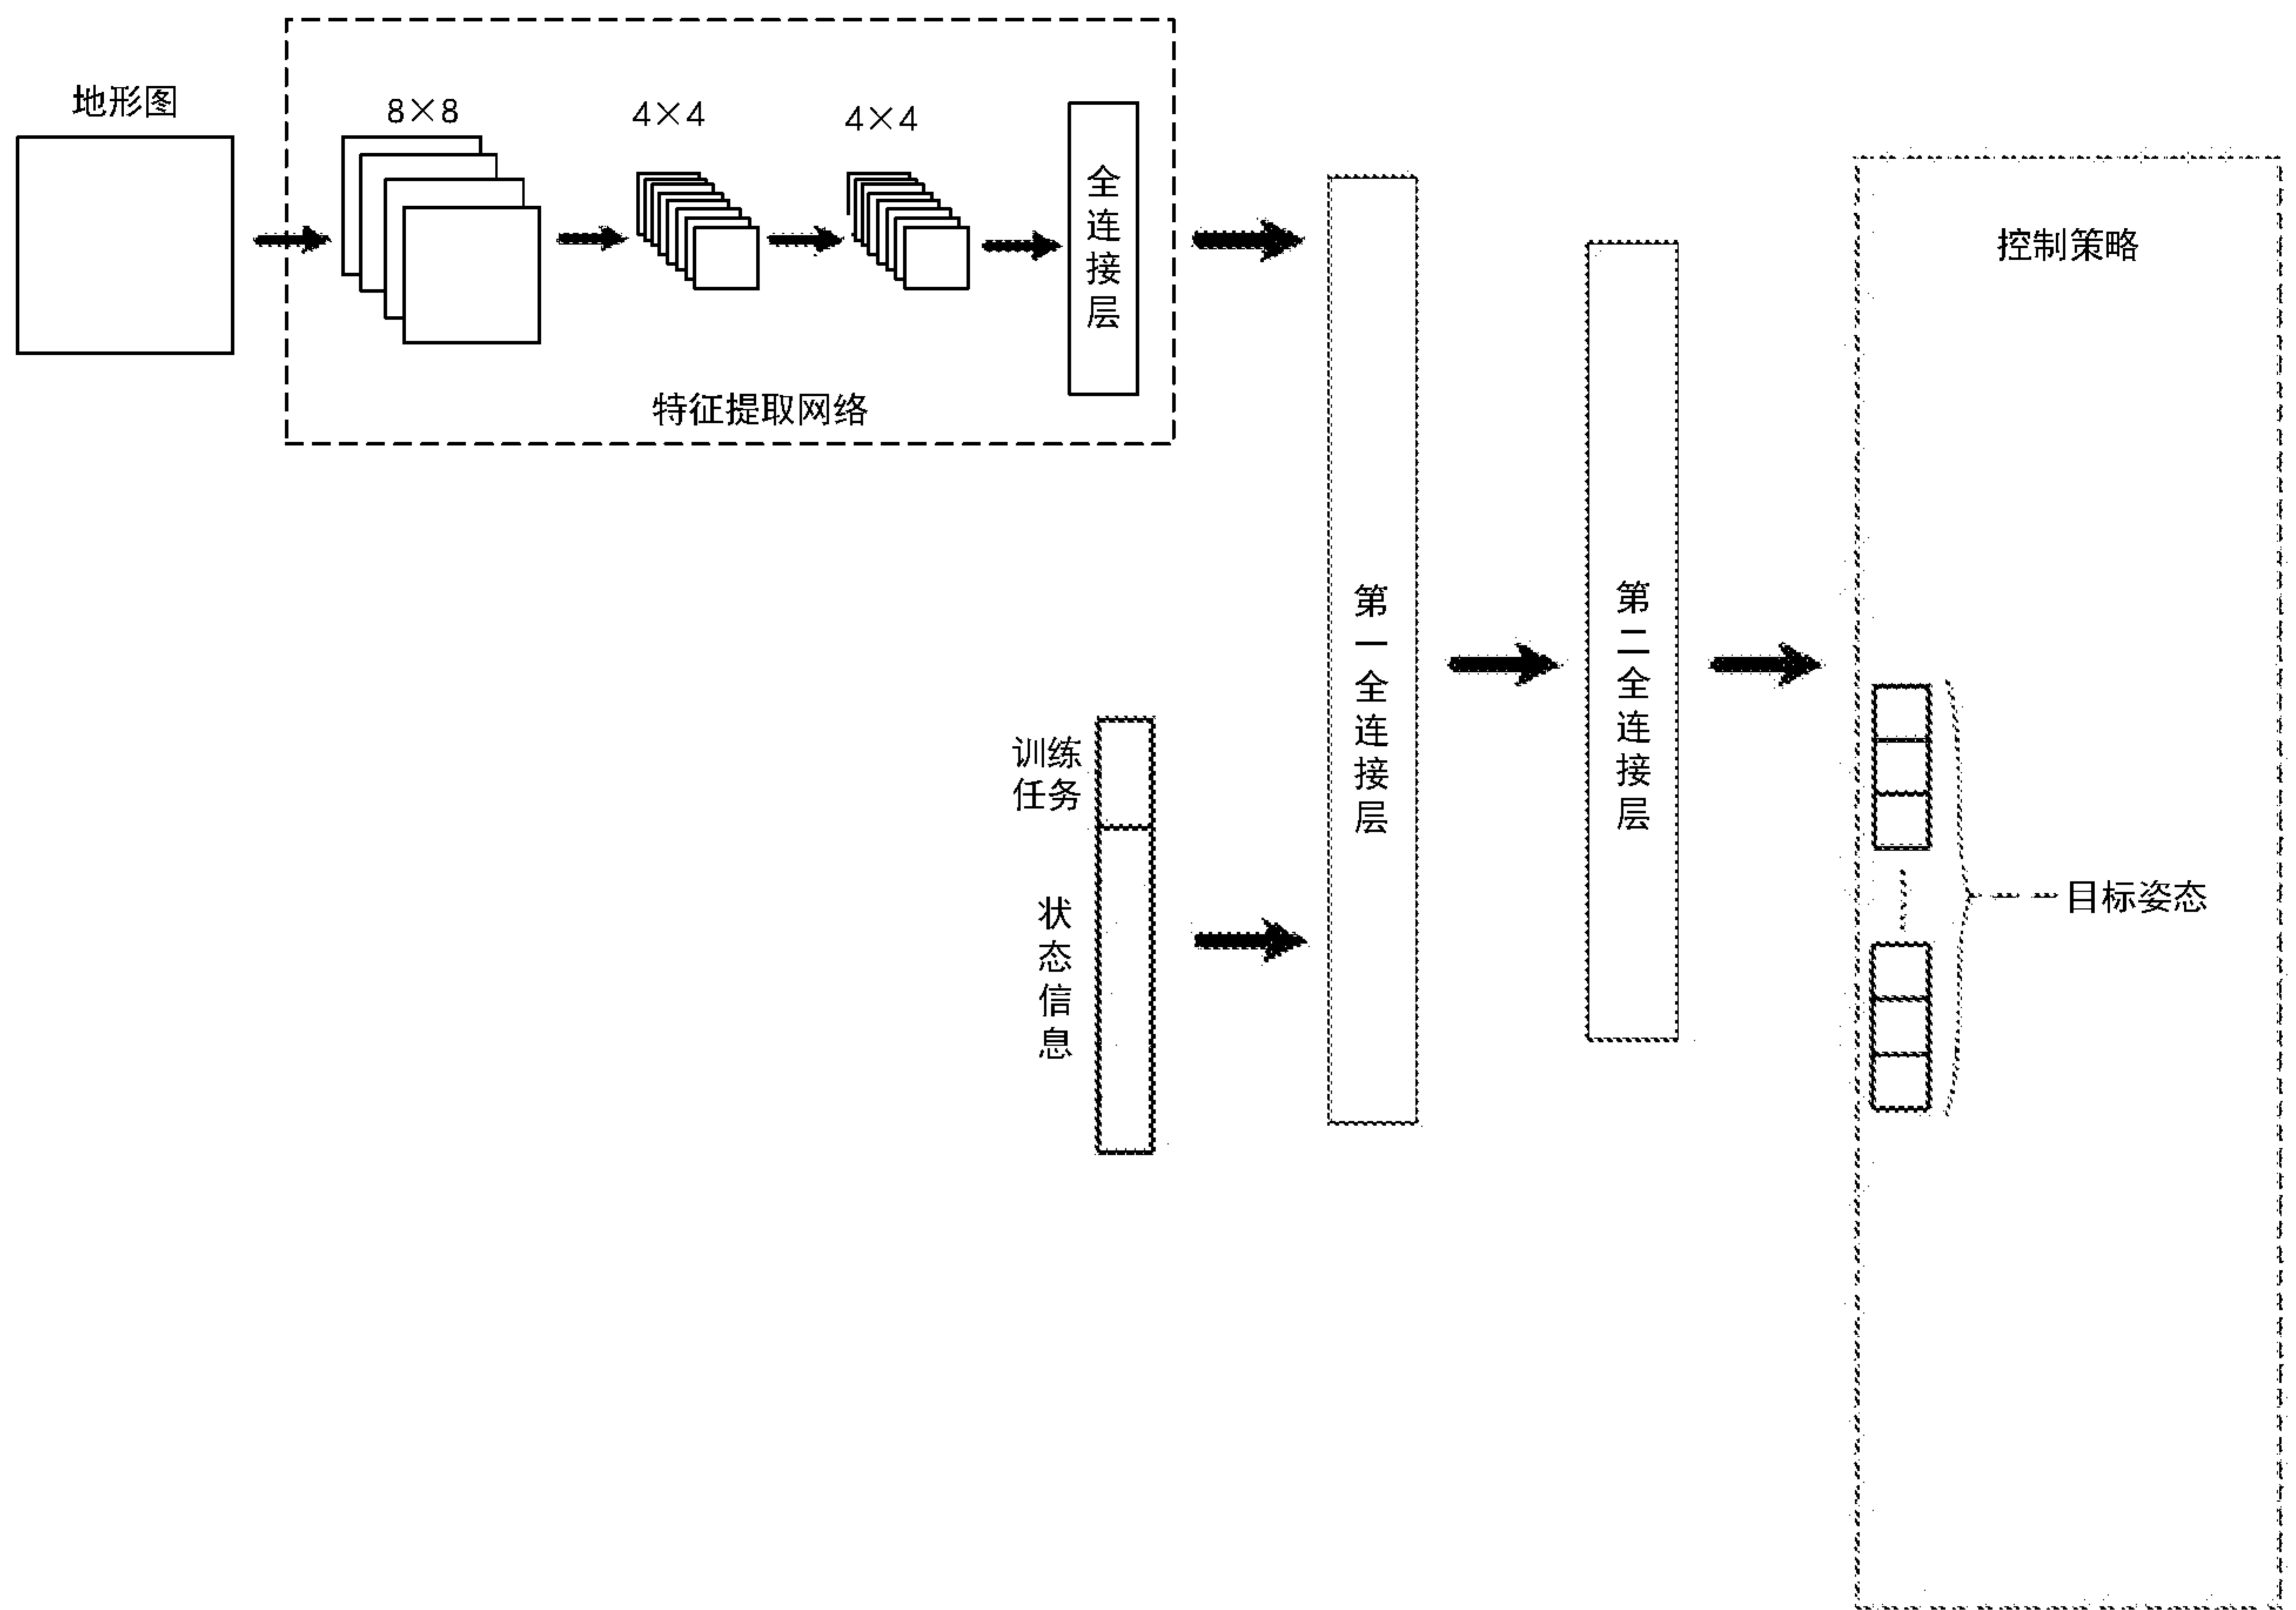 地形图
8×8
4×4
4×4
全连接层
特征提取网络
训练
任务
状态信息
第一全连接层
第二全连接层
控制策略
目标姿态